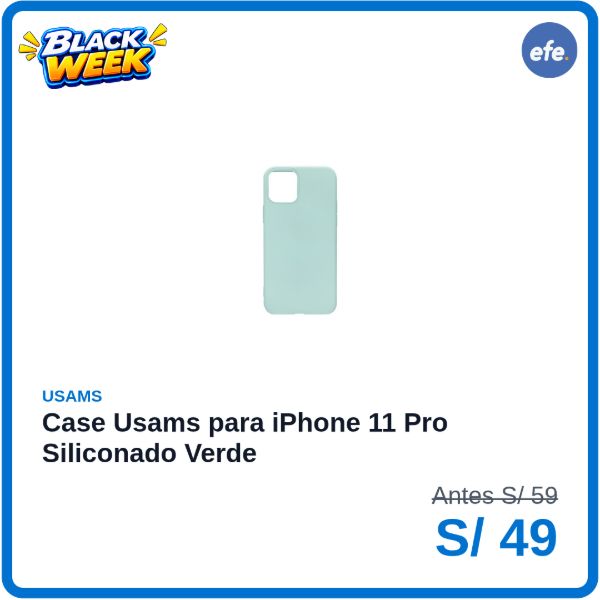 BLACK
WEEK
efe.
USAMS
Case Usams para iPhone 11 Pro
Siliconado Verde
Antes S/ 59
S/ 49